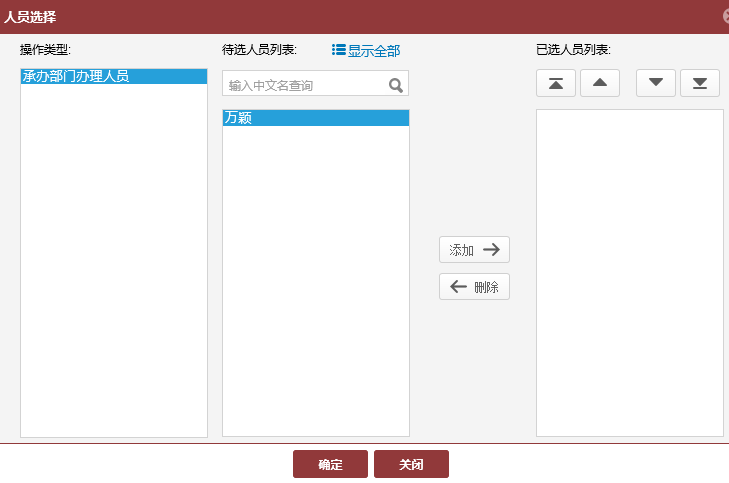 人员选择
操作类型:
待选人员列表:
显示全部
已选人员列表:
承办部门办理人员
输入中文名查询
万颖
添加
删除
确定
关闭